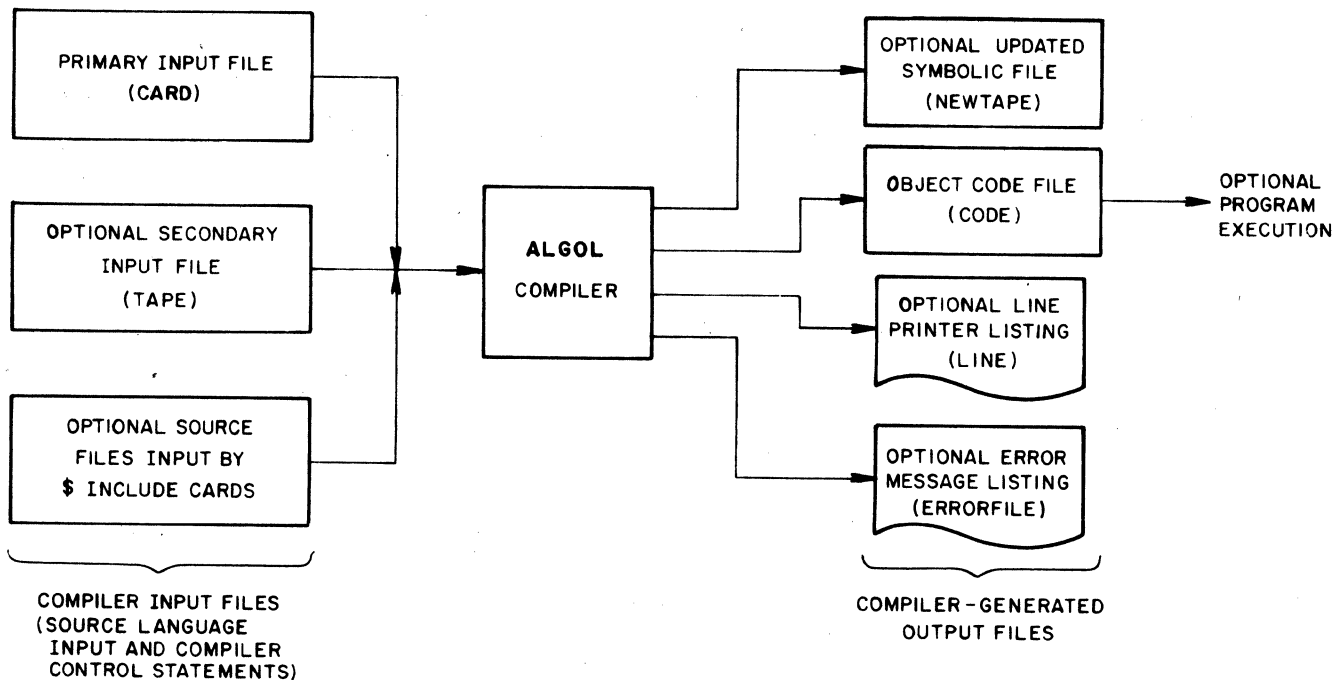 PRIMARY INPUT FILE
(CARD)
OPTIONAL SECONDARY
INPUT FILE
(TAPE)
OPTIONAL SOURCE
FILES INPUT BY
$ INCLUDE CARDS
COMPILER INPUT FILES
(SOURCE LANGUAGE
INPUT AND COMPILER
CONTROL STATEMENTS)
ALGOL
COMPILER
OPTIONAL UPDATED
SYMBOLIC FILE
(NEWTAPE)
OBJECT CODE FILE
(CODE)
OPTIONAL
PROGRAM
EXECUTION
OPTIONAL LINE
PRINTER LISTING
(LINE)
OPTIONAL ERROR
MESSAGE LISTING
(ERRORFILE)
COMPILER-GENERATED
OUTPUT FILES